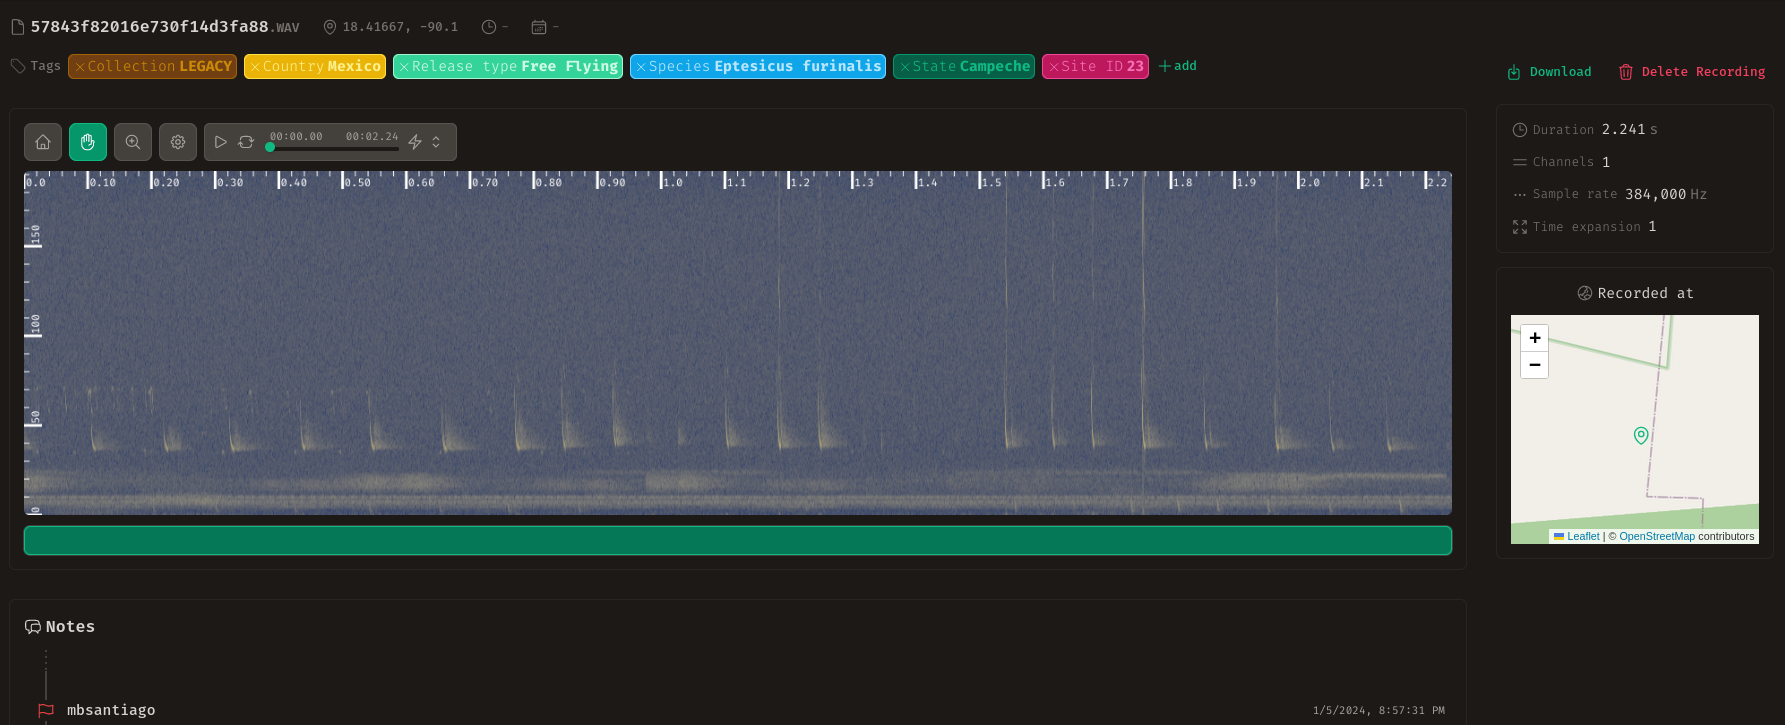 57843f82016e730f14d3fa88.WAV 18.41667, -90.1 - -
Tags Collection LEGACY Country Mexico Release type Free Flying Species Eptesicus furinalis State Campeche Site ID 23 add
Download Delete Recording
00:00.00 00:02.24
0.0 0.10 0.20 0.30 0.40 0.50 0.60 0.70 0.80 0.90 1.0 1.1 1.2 1.3 1.4 1.5 1.6 1.7 1.8 1.9 2.0 2.1 2.2
150
100
50
0
Duration 2.241 s
Channels 1
Sample rate 384,000 Hz
Time expansion 1
Recorded at
+
−
Leaflet | © OpenStreetMap contributors
Notes
mbsantiago 1/5/2024, 8:57:31 PM